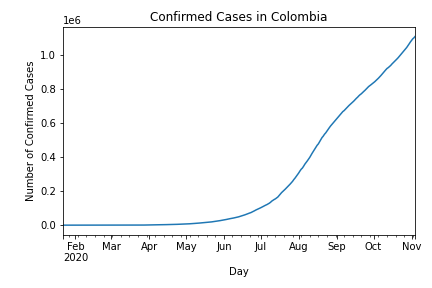 Confirmed Cases in Colombia
1e6
1.0
0.8
0.6
0.4
0.2
0.0
Number of Confirmed Cases
Feb Mar Apr May Jun Jul Aug Sep Oct Nov
2020
Day